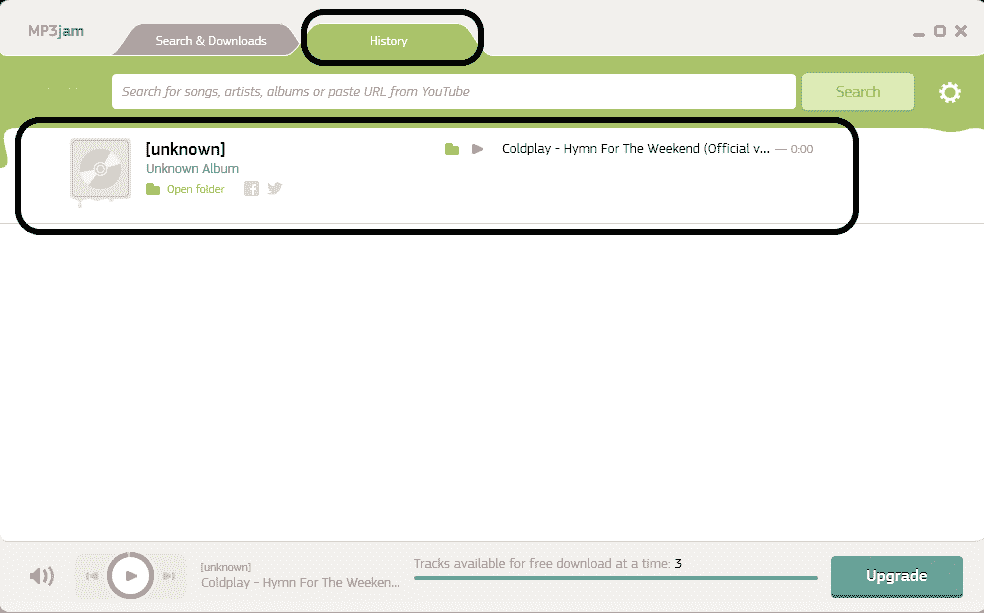 MP3jam
Search & Downloads
History
Search for songs, artists, albums or paste URL from YouTube
Search
[unknown]
Unknown Album
Open folder
Coldplay - Hymn For The Weekend (Official v... — 0:00
[unknown]
Coldplay - Hymn For The Weeken...
Tracks available for free download at a time: 3
Upgrade